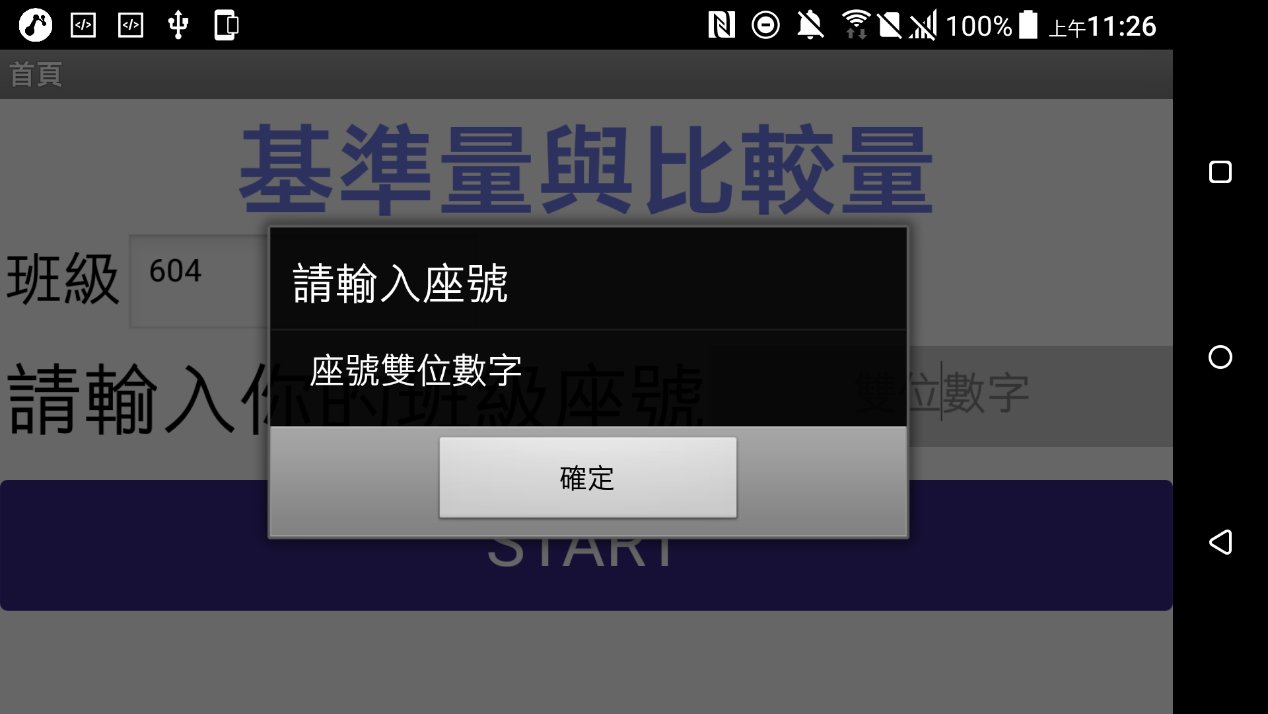 100% 上午11:26
首頁
基準量與比較量
班級 604
請輸入座號
座號雙位數字
請輸入你的班級座號 雙位數字
確定
START